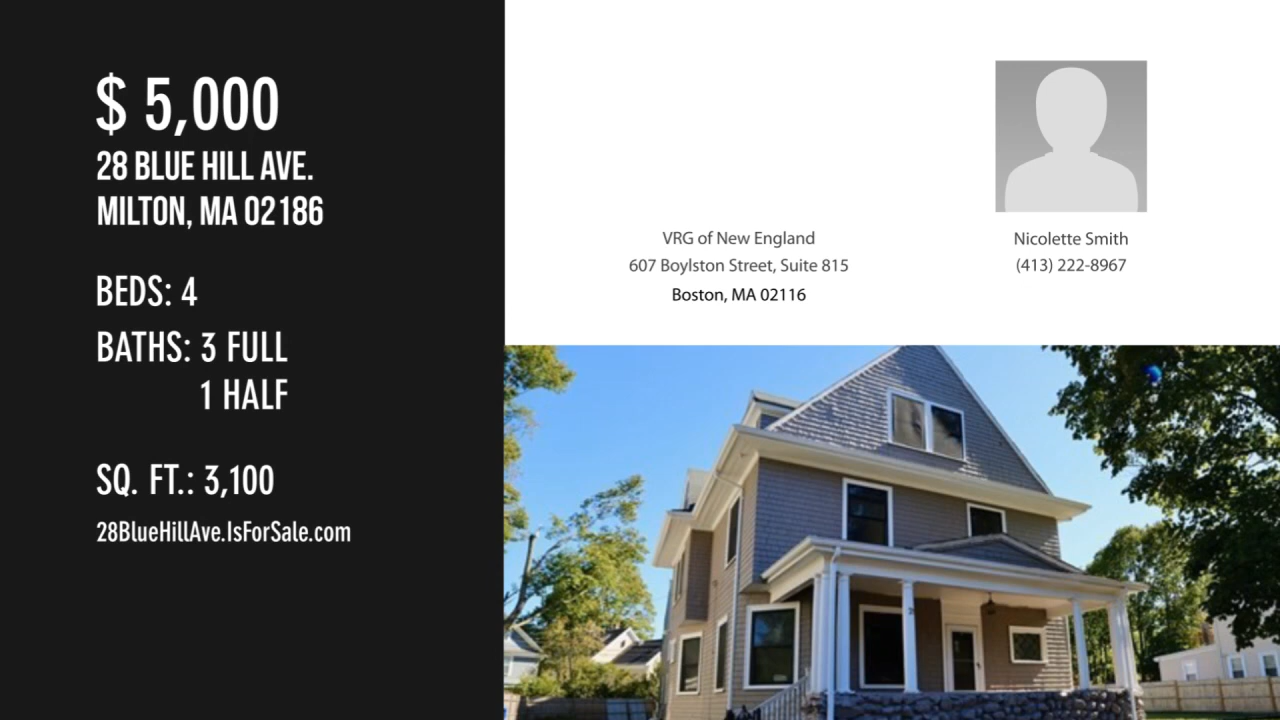 $ 5,000
28 BLUE HILL AVE.
MILTON, MA 02186
BEDS: 4
BATHS: 3 FULL
1 HALF
SQ. FT.: 3,100
28BlueHillAve.IsForSale.com
VRG of New England
607 Boylston Street, Suite 815
Boston, MA 02116
Nicolette Smith
(413) 222-8967